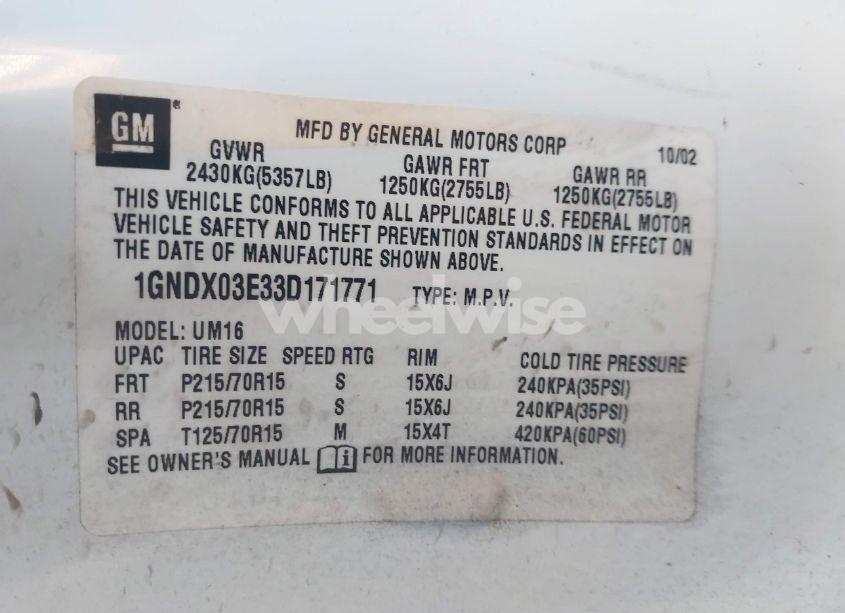 GM
MFD BY GENERAL MOTORS CORP 10/02
GVWR GAWR FRT GAWR RR
2430KG(5357LB) 1250KG(2755LB) 1250KG(2755LB)
THIS VEHICLE CONFORMS TO ALL APPLICABLE U.S. FEDERAL MOTOR
VEHICLE SAFETY AND THEFT PREVENTION STANDARDS IN EFFECT ON
THE DATE OF MANUFACTURE SHOWN ABOVE.
1GNDX03E33D171771 TYPE: M.P.V.
wheelwise
MODEL: UM16
UPAC TIRE SIZE SPEED RTG RIM COLD TIRE PRESSURE
FRT P215/70R15 S 15X6J 240KPA(35PSI)
RR P215/70R15 S 15X6J 240KPA(35PSI)
SPA T125/70R15 M 15X4T 420KPA(60PSI)
SEE OWNER'S MANUAL i FOR MORE INFORMATION.